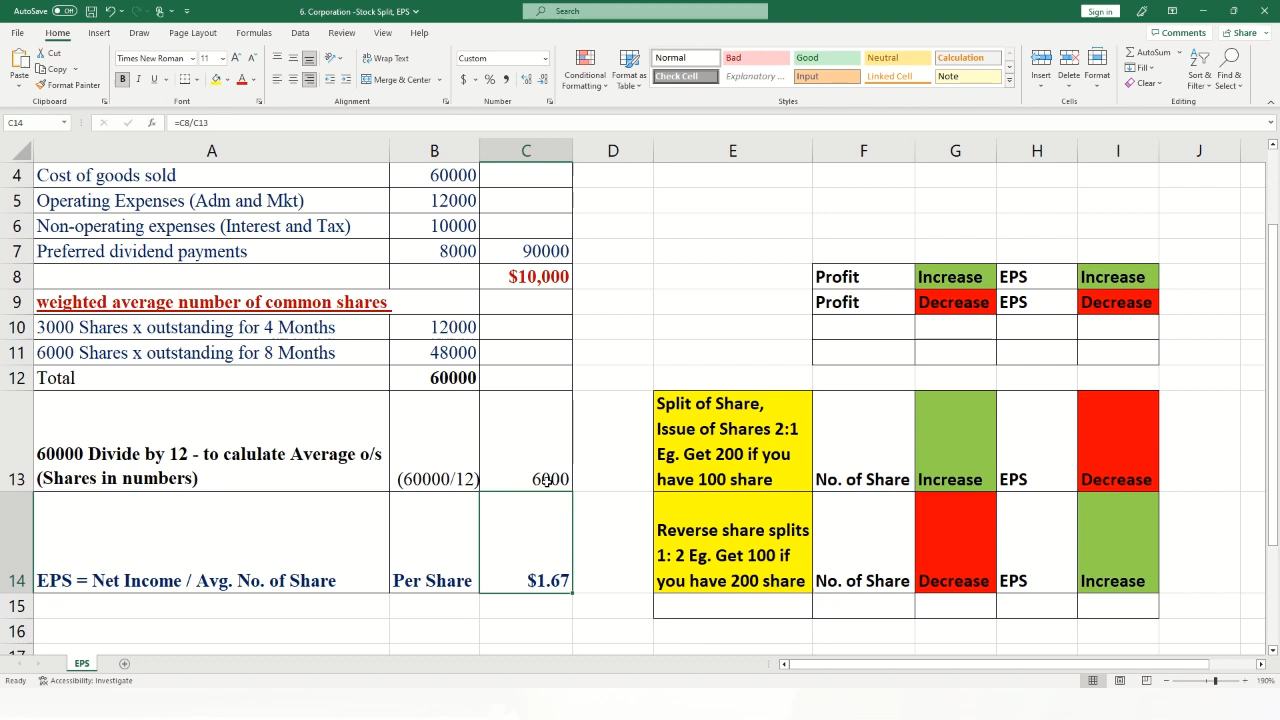 AutoSave Off 6. Corporation -Stock Split, EPS Search Sign in
File Home Insert Draw Page Layout Formulas Data Review View Help Comments Share
Paste Cut Copy Format Painter Clipboard
Times New Roman 11 A A B I U A Font
Wrap Text Merge & Center Alignment
Custom $ % Number
Conditional Formatting Format as Table
Normal Bad Good Neutral Calculation
Check Cell Explanatory ... Input Linked Cell Note
Styles
Insert Delete Format Cells
AutoSum Fill Clear Sort & Filter Find & Select Editing
C14 fx =C8/C13
A B C D E F G H I J
4 Cost of goods sold 60000
5 Operating Expenses (Adm and Mkt) 12000
6 Non-operating expenses (Interest and Tax) 10000
7 Preferred dividend payments 8000 90000
8 $10,000 Profit Increase EPS Increase
9 weighted average number of common shares Profit Decrease EPS Decrease
10 3000 Shares x outstanding for 4 Months 12000
11 6000 Shares x outstanding for 8 Months 48000
12 Total 60000
Split of Share,
Issue of Shares 2:1
60000 Divide by 12 - to calulate Average o/s Eg. Get 200 if you
13 (Shares in numbers) (60000/12) 6000 have 100 share No. of Share Increase EPS Decrease
Reverse share splits
1: 2 Eg. Get 100 if
14 EPS = Net Income / Avg. No. of Share Per Share $1.67 you have 200 share No. of Share Decrease EPS Increase
15
16
17
EPS
Ready Accessibility: Investigate 190%